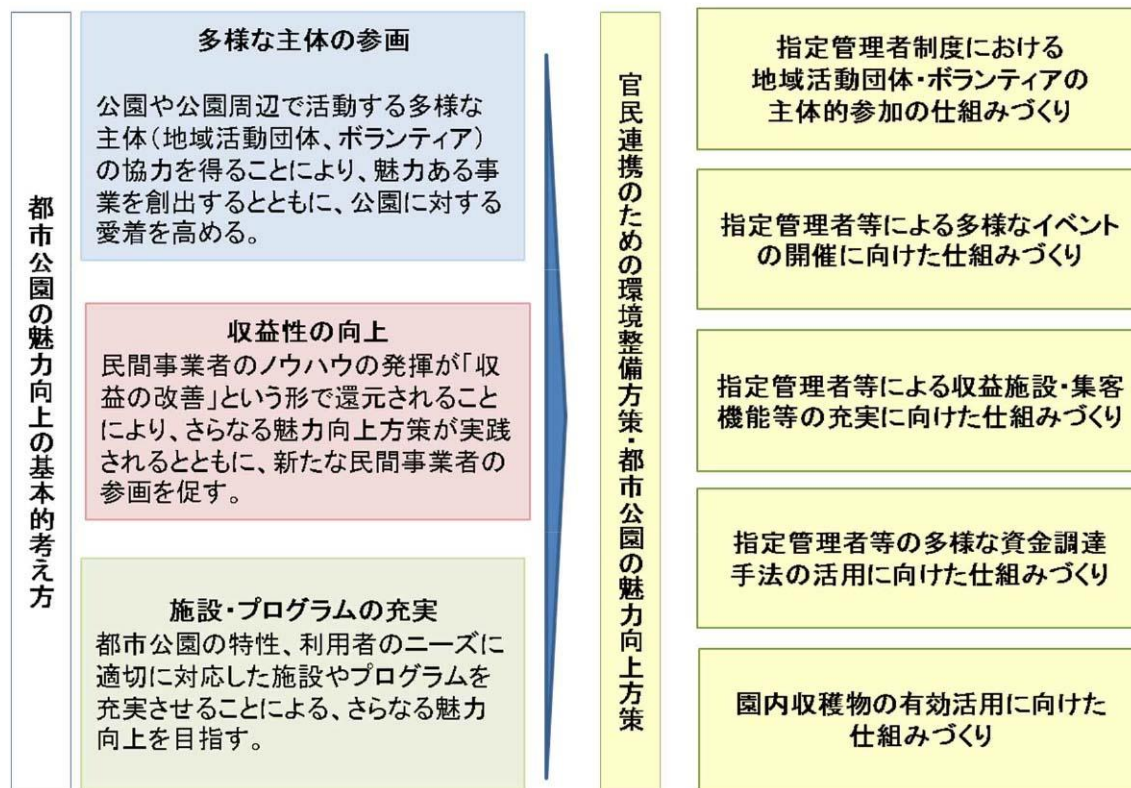 都市公園の魅力向上の基本的考え方
多様な主体の参画
公園や公園周辺で活動する多様な
主体(地域活動団体、ボランティア)
の協力を得ることにより、魅力ある事
業を創出するとともに、公園に対する
愛着を高める。
収益性の向上
民間事業者のノウハウの発揮が「収
益の改善」という形で還元されること
により、さらなる魅力向上方策が実践
されるとともに、新たな民間事業者の
参画を促す。
施設・プログラムの充実
都市公園の特性、利用者のニーズに
適切に対応した施設やプログラムを
充実させることによる、さらなる魅力
向上を目指す。
官民連携のための環境整備方策・都市公園の魅力向上方策
指定管理者制度における
地域活動団体・ボランティアの
主体的参加の仕組みづくり
指定管理者等による多様なイベント
の開催に向けた仕組みづくり
指定管理者等による収益施設・集客
機能等の充実に向けた仕組みづくり
指定管理者等の多様な資金調達
手法の活用に向けた仕組みづくり
園内収穫物の有効活用に向けた
仕組みづくり